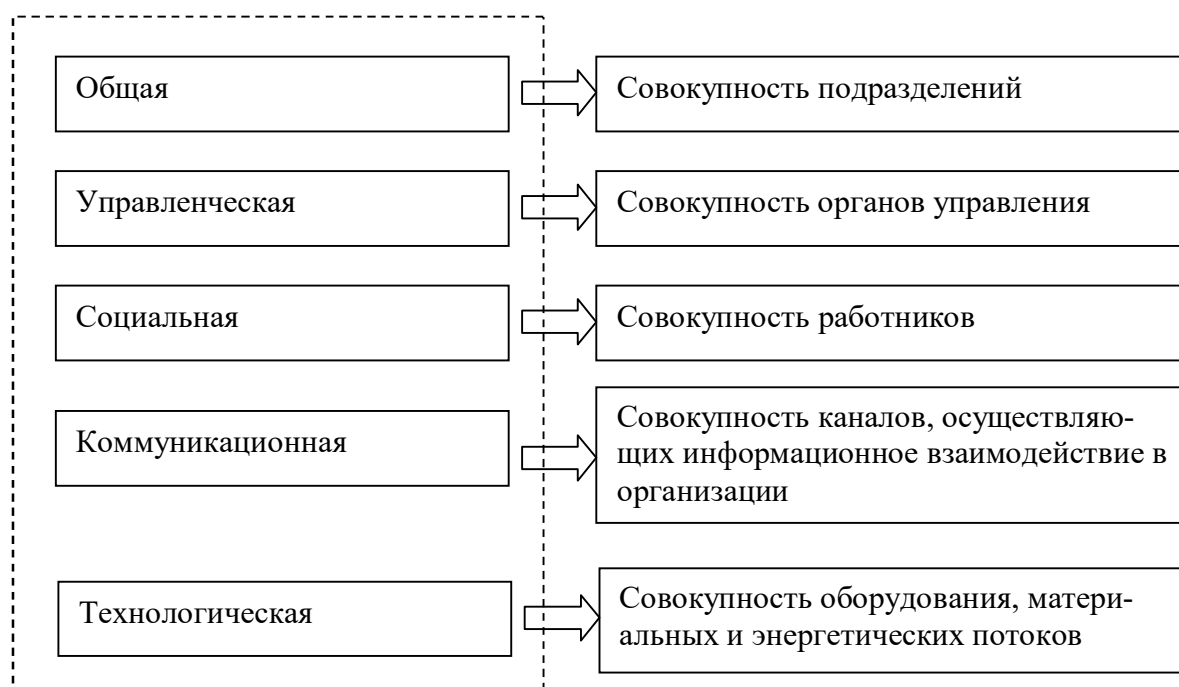 Общая
Совокупность подразделений
Управленческая
Совокупность органов управления
Социальная
Совокупность работников
Коммуникационная
Совокупность каналов, осуществляю-
щих информационное взаимодействие в
организации
Технологическая
Совокупность оборудования, матери-
альных и энергетических потоков